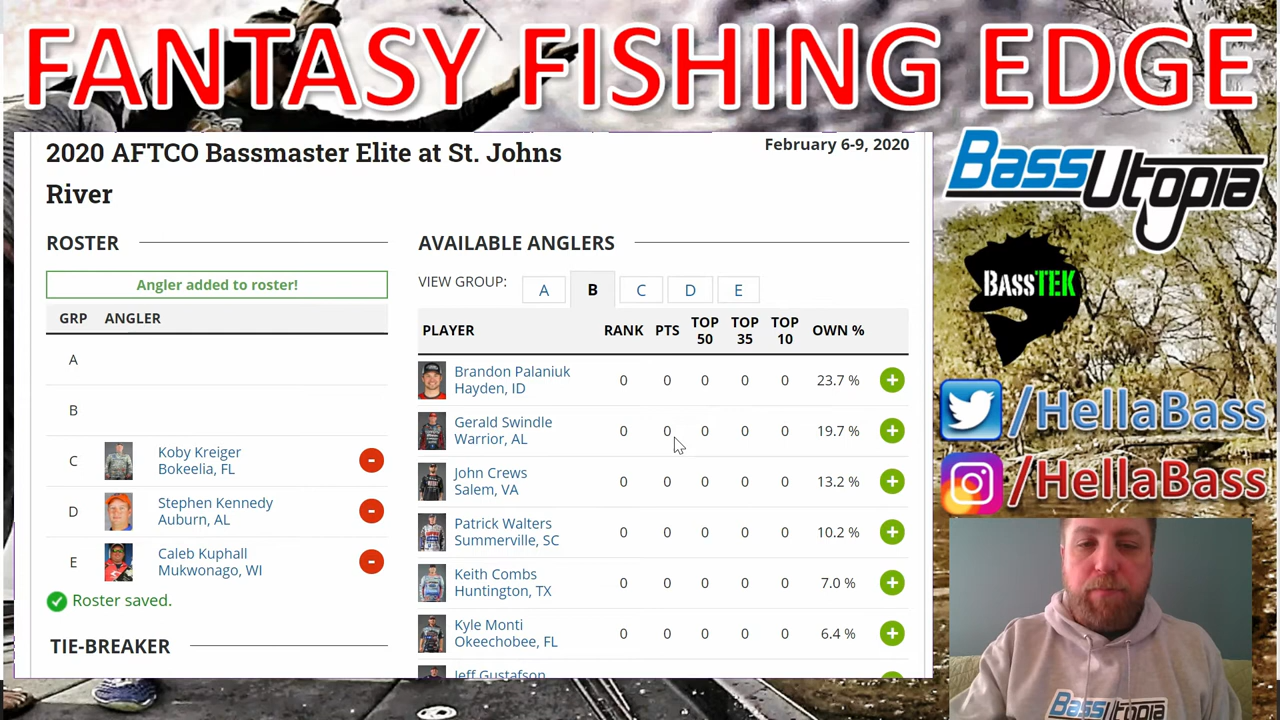 FANTASY FISHING EDGE
2020 AFTCO Bassmaster Elite at St. Johns
River
February 6-9, 2020
ROSTER
Angler added to roster!
GRP ANGLER
A
B
C Koby Kreiger
Bokeelia, FL
D Stephen Kennedy
Auburn, AL
E Caleb Kuphall
Mukwonago, WI
Roster saved.
TIE-BREAKER
AVAILABLE ANGLERS
VIEW GROUP: A B C D E
PLAYER RANK PTS TOP 50 TOP 35 TOP 10 OWN %
Brandon Palaniuk
Hayden, ID
0 0 0 0 0 23.7 %
Gerald Swindle
Warrior, AL
0 0 0 0 0 19.7 %
John Crews
Salem, VA
0 0 0 0 0 13.2 %
Patrick Walters
Summerville, SC
0 0 0 0 0 10.2 %
Keith Combs
Huntington, TX
0 0 0 0 0 7.0 %
Kyle Monti
Okeechobee, FL
0 0 0 0 0 6.4 %
Jeff Gustafson
BassUtopia
BASSTEK
/HellaBass
/HellaBass
BassUtopia